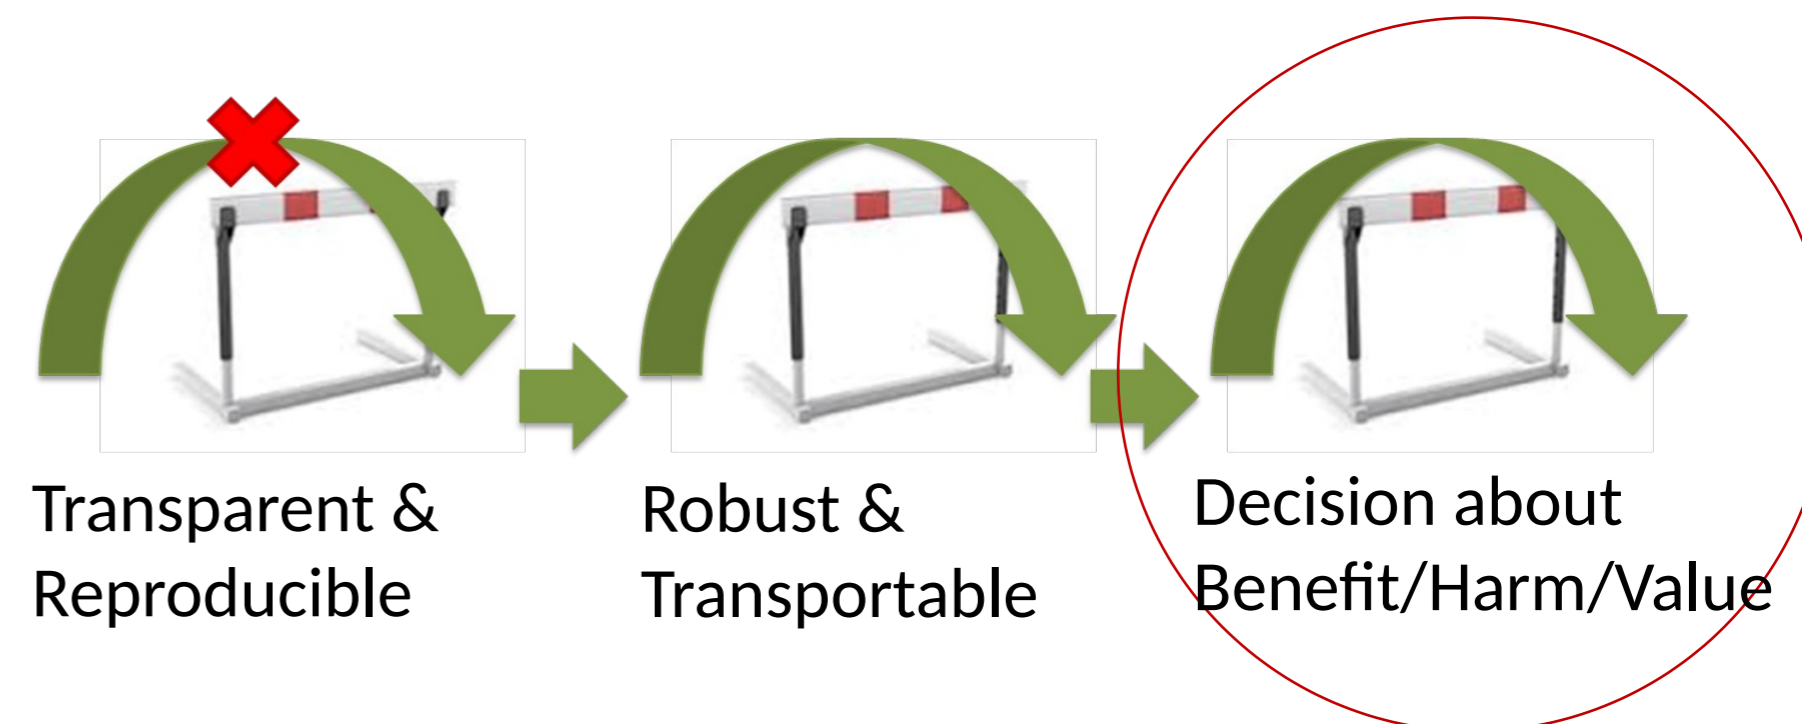 Transparent &
Reproducible
Robust &
Transportable
Decision about
Benefit/Harm/Value